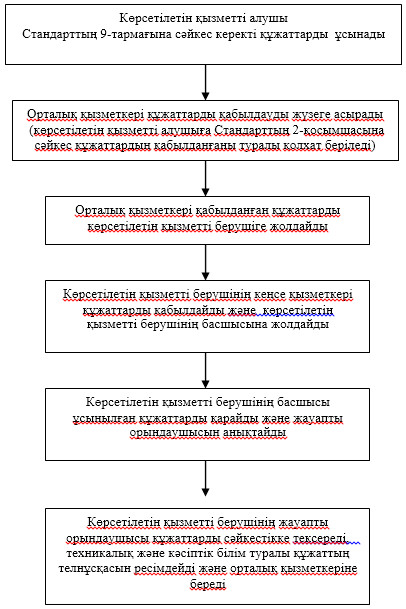 Көрсетілетін қызметті алушы
Стандарттың 9-тармағына сәйкес керекті құжаттарды ұсынады
Орталық қызметкері құжаттарды қабылдауды жүзеге асырады
(көрсетілетін қызметті алушыға Стандарттың 2-қосымшасына
сәйкес құжаттардың қабылданғаны туралы қолхат беріледі)
Орталық қызметкері қабылданған құжаттарды
көрсетілетін қызметті берушіге жолдайды
Көрсетілетін қызметті берушінің кеңсе қызметкері
құжаттарды қабылдайды және көрсетілетін
қызметті берушінің басшысына жолдайды
Көрсетілетін қызметті берушінің басшысы
ұсынылған құжаттарды қарайды және жауапты
орындаушысын анықтайды
Көрсетілетін қызметті берушінің жауапты
орындаушысы құжаттарды сәйкестікке тексереді,
техникалық және кәсіптік білім туралы құжаттың
телнұсқасын ресімдейді және орталық қызметкеріне
береді